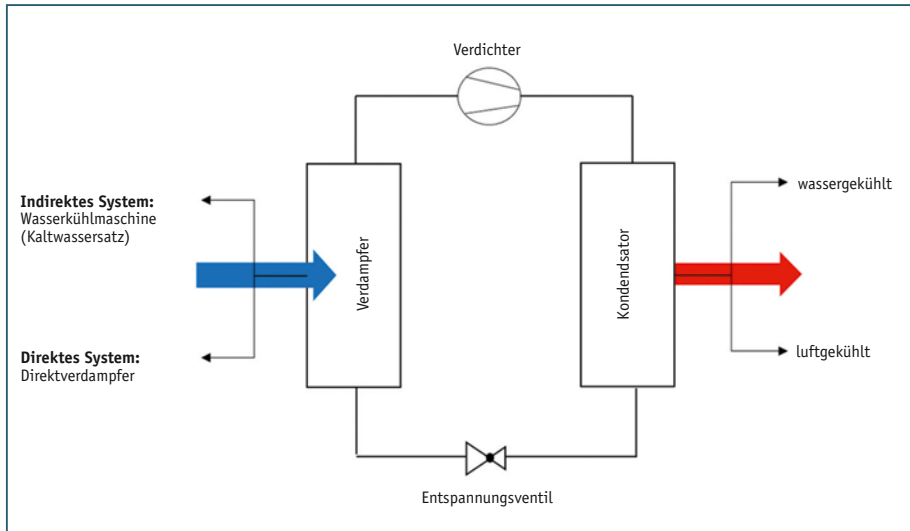 Verdichter
Indirektes System:
Wasserkühlmaschine
(Kaltwassersatz)
Direktes System:
Direktverdampfer
Verdampfer
Kondendsator
wassergekühlt
luftgekühlt
Entspannungsventil